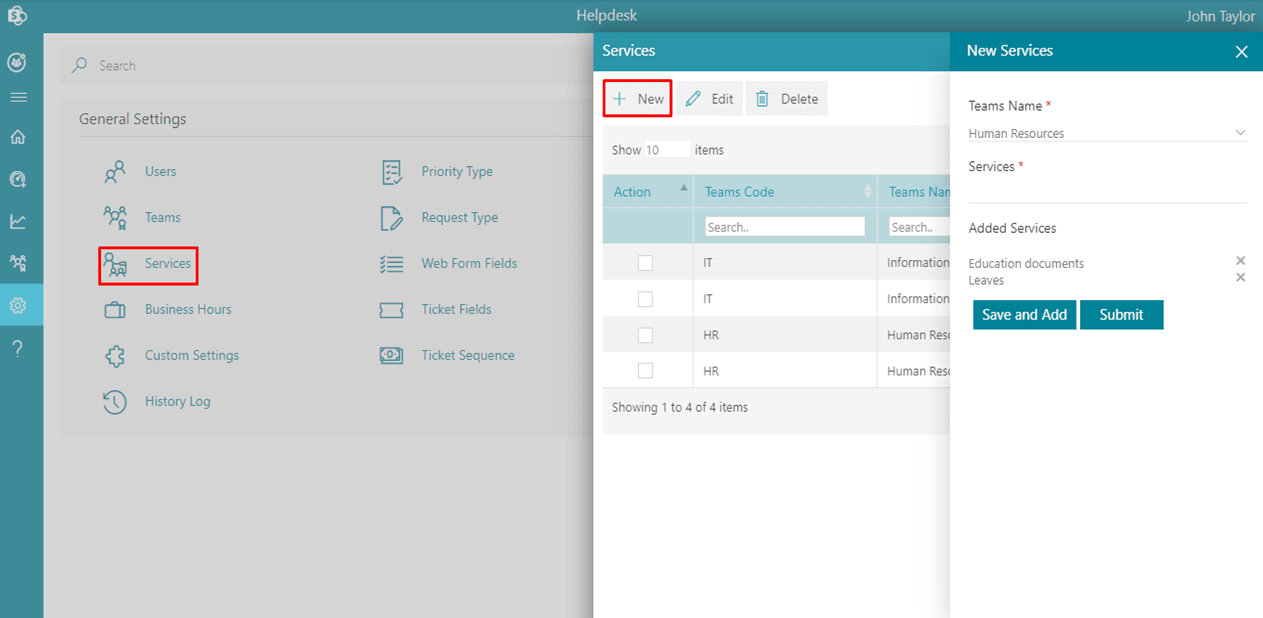 Helpdesk
John Taylor
Search
General Settings
Users
Priority Type
Teams
Request Type
Services
Web Form Fields
Business Hours
Ticket Fields
Custom Settings
Ticket Sequence
History Log
Services
New
Edit
Delete
Show 10 items
Action Teams Code Teams Nan
Search.. Search..
IT Information
IT Information
HR Human Reso
HR Human Reso
Showing 1 to 4 of 4 items
New Services
Teams Name *
Human Resources
Services *
Added Services
Education documents
Leaves
Save and Add Submit